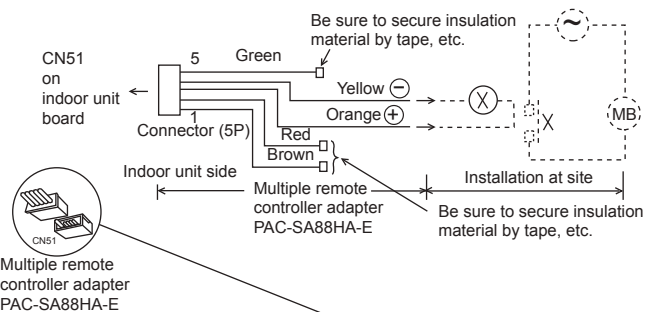 Be sure to secure insulation
material by tape, etc.
CN51
on
indoor unit
board
5
Green
Yellow ⊖
Orange ⊕
1
Connector (5P)
Red
Brown
X
X
~
MB
Indoor unit side
Multiple remote
controller adapter
PAC-SA88HA-E
Installation at site
Be sure to secure insulation
material by tape, etc.
CN51
Multiple remote
controller adapter
PAC-SA88HA-E